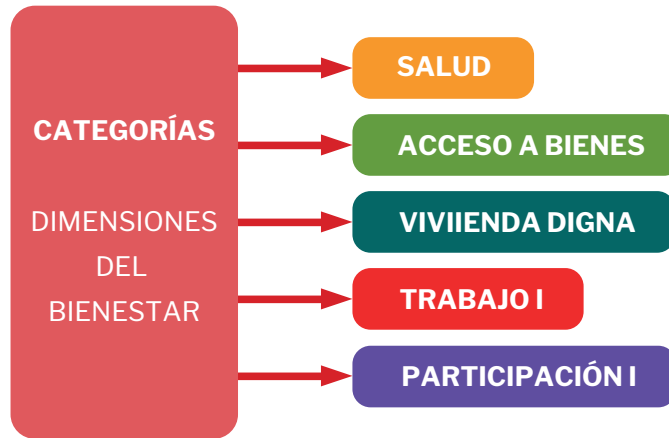 CATEGORÍAS
DIMENSIONES
DEL
BIENESTAR
SALUD
ACCESO A BIENES
VIVIIENDA DIGNA
TRABAJO I
PARTICIPACIÓN I